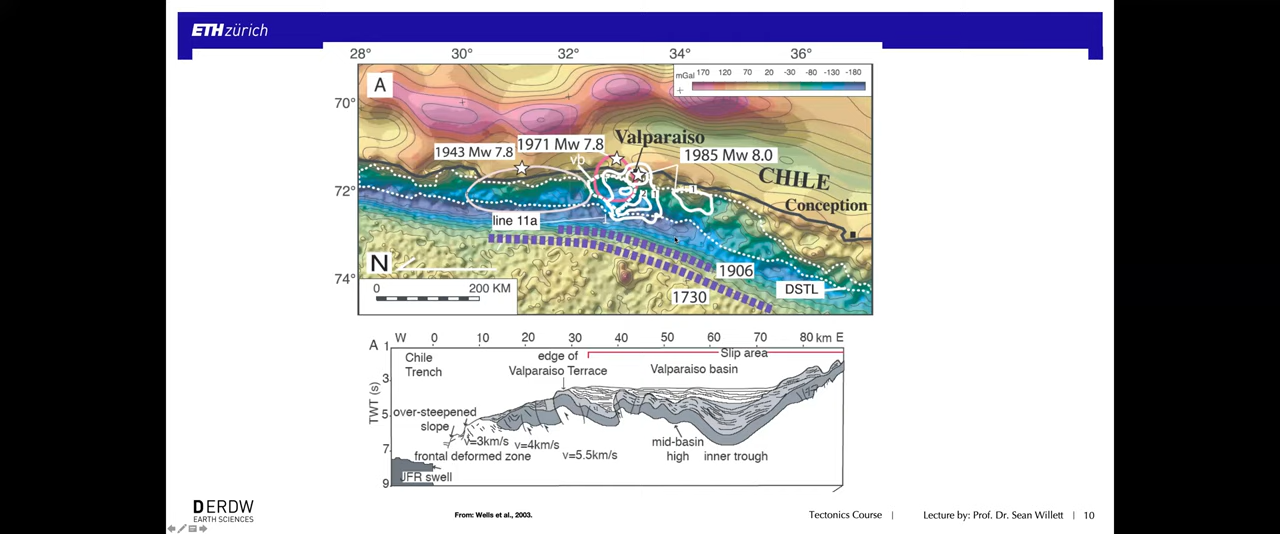 ETH zürich
28° 30° 32° 34° 36°
A
mGal 170 120 70 20 -30 -80 -130 -180
70°
Valparaiso
1971 Mw 7.8
1943 Mw 7.8
1985 Mw 8.0
vb
CHILE
72°
Conception
line 11a
1906
N
74°
DSTL
1730
0 200 KM
W 0 10 20 30 40 50 60 70 80 km E
A 1
Chile
Trench
edge of
Valparaiso Terrace
Slip area
Valparaiso basin
3
TWT (s)
over-steepened
slope
5
v=3km/s
v=4km/s
v=5.5km/s
mid-basin
high
inner trough
7
frontal deformed zone
JFR swell
9
DERDW
EARTH SCIENCES
From: Wells et al., 2003.
Tectonics Course | Lecture by: Prof. Dr. Sean Willett | 10